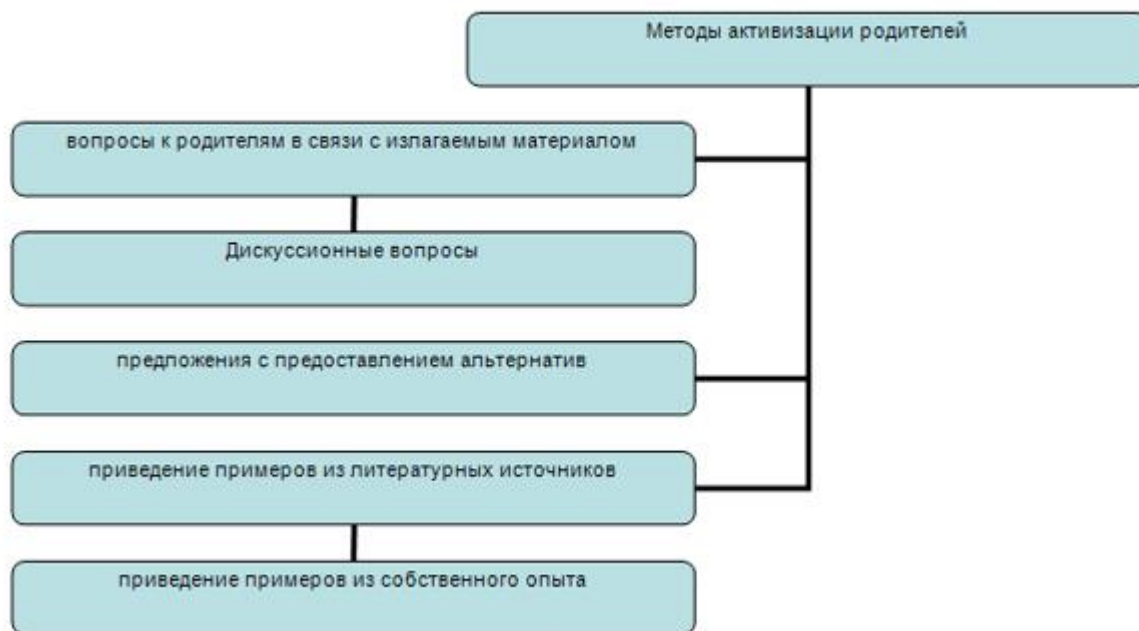 Методы активизации родителей
вопросы к родителям в связи с излагаемым материалом
Дискуссионные вопросы
предложения с предоставлением альтернатив
приведение примеров из литературных источников
приведение примеров из собственного опыта